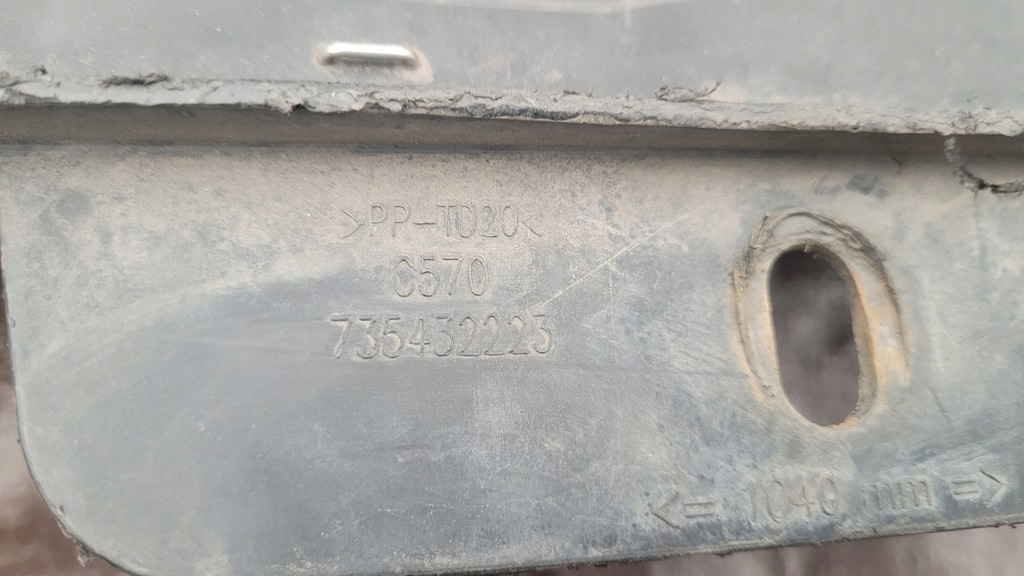 >PP-TD20<
C570
735432223
<= 1040 mm =>